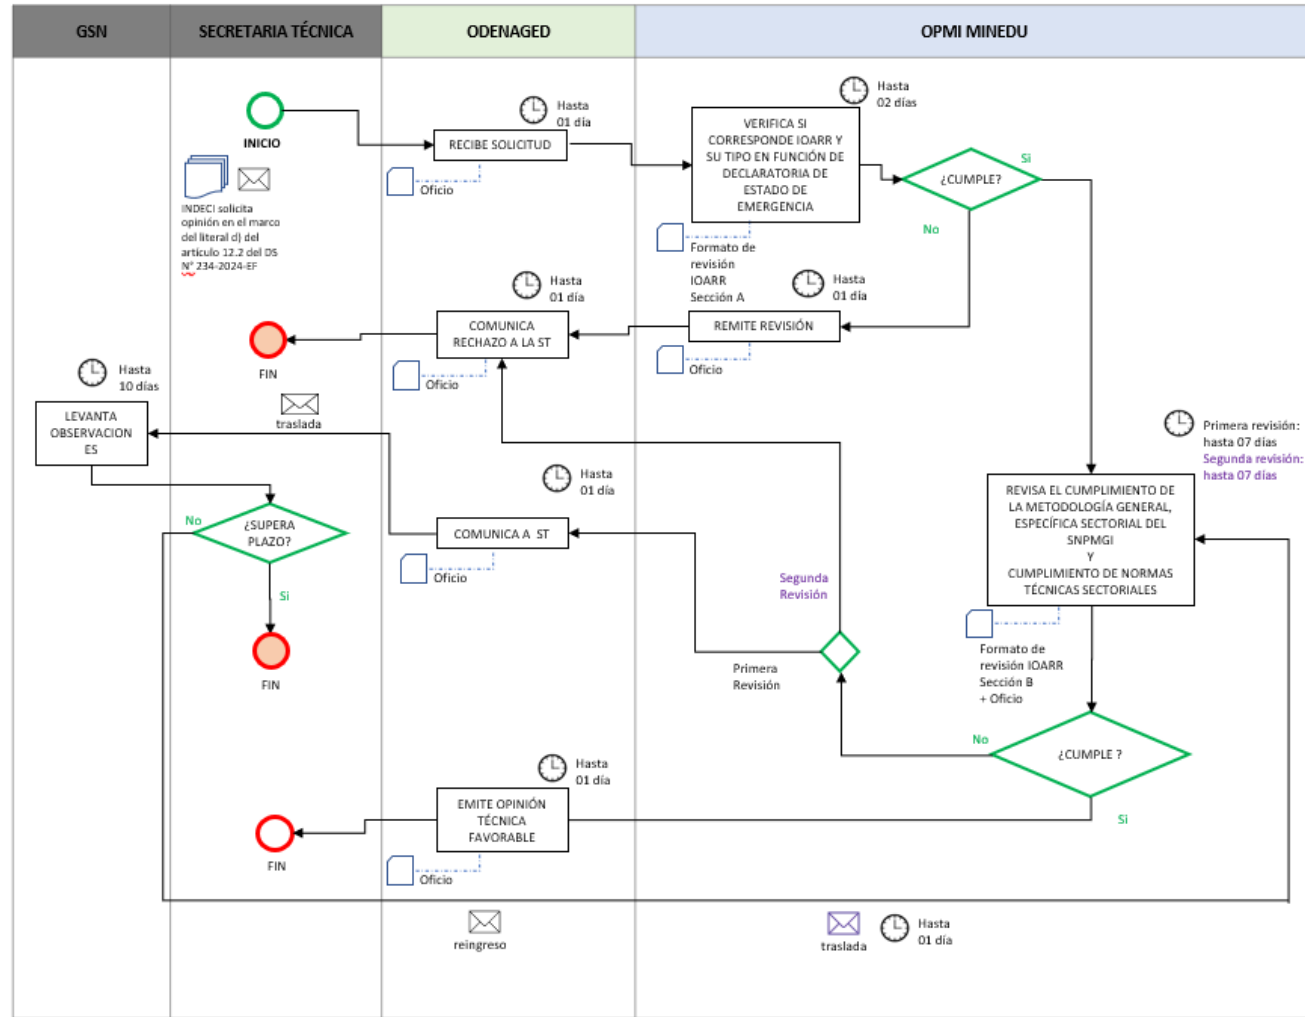 GSN
SECRETARIA TÉCNICA
ODENAGED
OPMI MINEDU
INICIO
INDECI solicita
opinión en el marco
del literal d) del
artículo 12.2 del DS
N° 234-2024-EF
Hasta
01 día
RECIBE SOLICITUD
Oficio
Hasta
02 días
VERIFICA SI
CORRESPONDE IOARR Y
SU TIPO EN FUNCIÓN DE
DECLARATORIA DE
ESTADO DE
EMERGENCIA
Formato de
revisión
IOARR
Sección A
¿CUMPLE?
Si
No
Hasta
01 día
REMITE REVISIÓN
Oficio
Hasta
01 día
COMUNICA
RECHAZO A LA ST
Oficio
FIN
traslada
Hasta
10 días
LEVANTA
OBSERVACION
ES
Primera revisión:
hasta 07 días
Segunda revisión:
hasta 07 días
REVISA EL CUMPLIMIENTO DE
LA METODOLOGÍA GENERAL,
ESPECÍFICA SECTORIAL DEL
SNPMGI
Y
CUMPLIMIENTO DE NORMAS
TÉCNICAS SECTORIALES
Formato de
revisión IOARR
Sección B
+ Oficio
Hasta
01 día
COMUNICA A ST
Oficio
No
¿SUPERA
PLAZO?
Si
FIN
Segunda
Revisión
Primera
Revisión
No
¿CUMPLE ?
Si
Hasta
01 día
EMITE OPINIÓN
TÉCNICA
FAVORABLE
Oficio
FIN
reingreso
traslada
Hasta
01 día